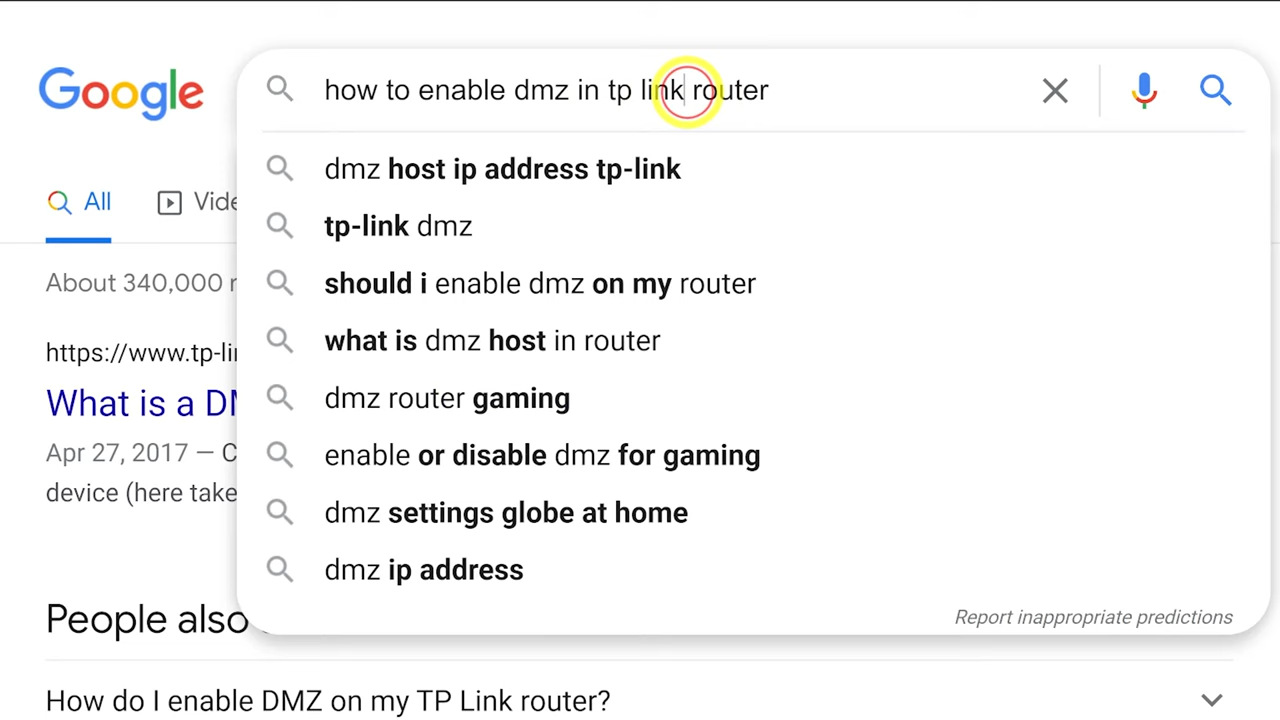 Google
how to enable dmz in tp link router
dmz host ip address tp-link
tp-link dmz
should i enable dmz on my router
what is dmz host in router
dmz router gaming
enable or disable dmz for gaming
dmz settings globe at home
dmz ip address
Report inappropriate predictions
All Vide
About 340,000 r
https://www.tp-lin
What is a DM
Apr 27, 2017 — C
device (here take
People also
How do I enable DMZ on my TP Link router?